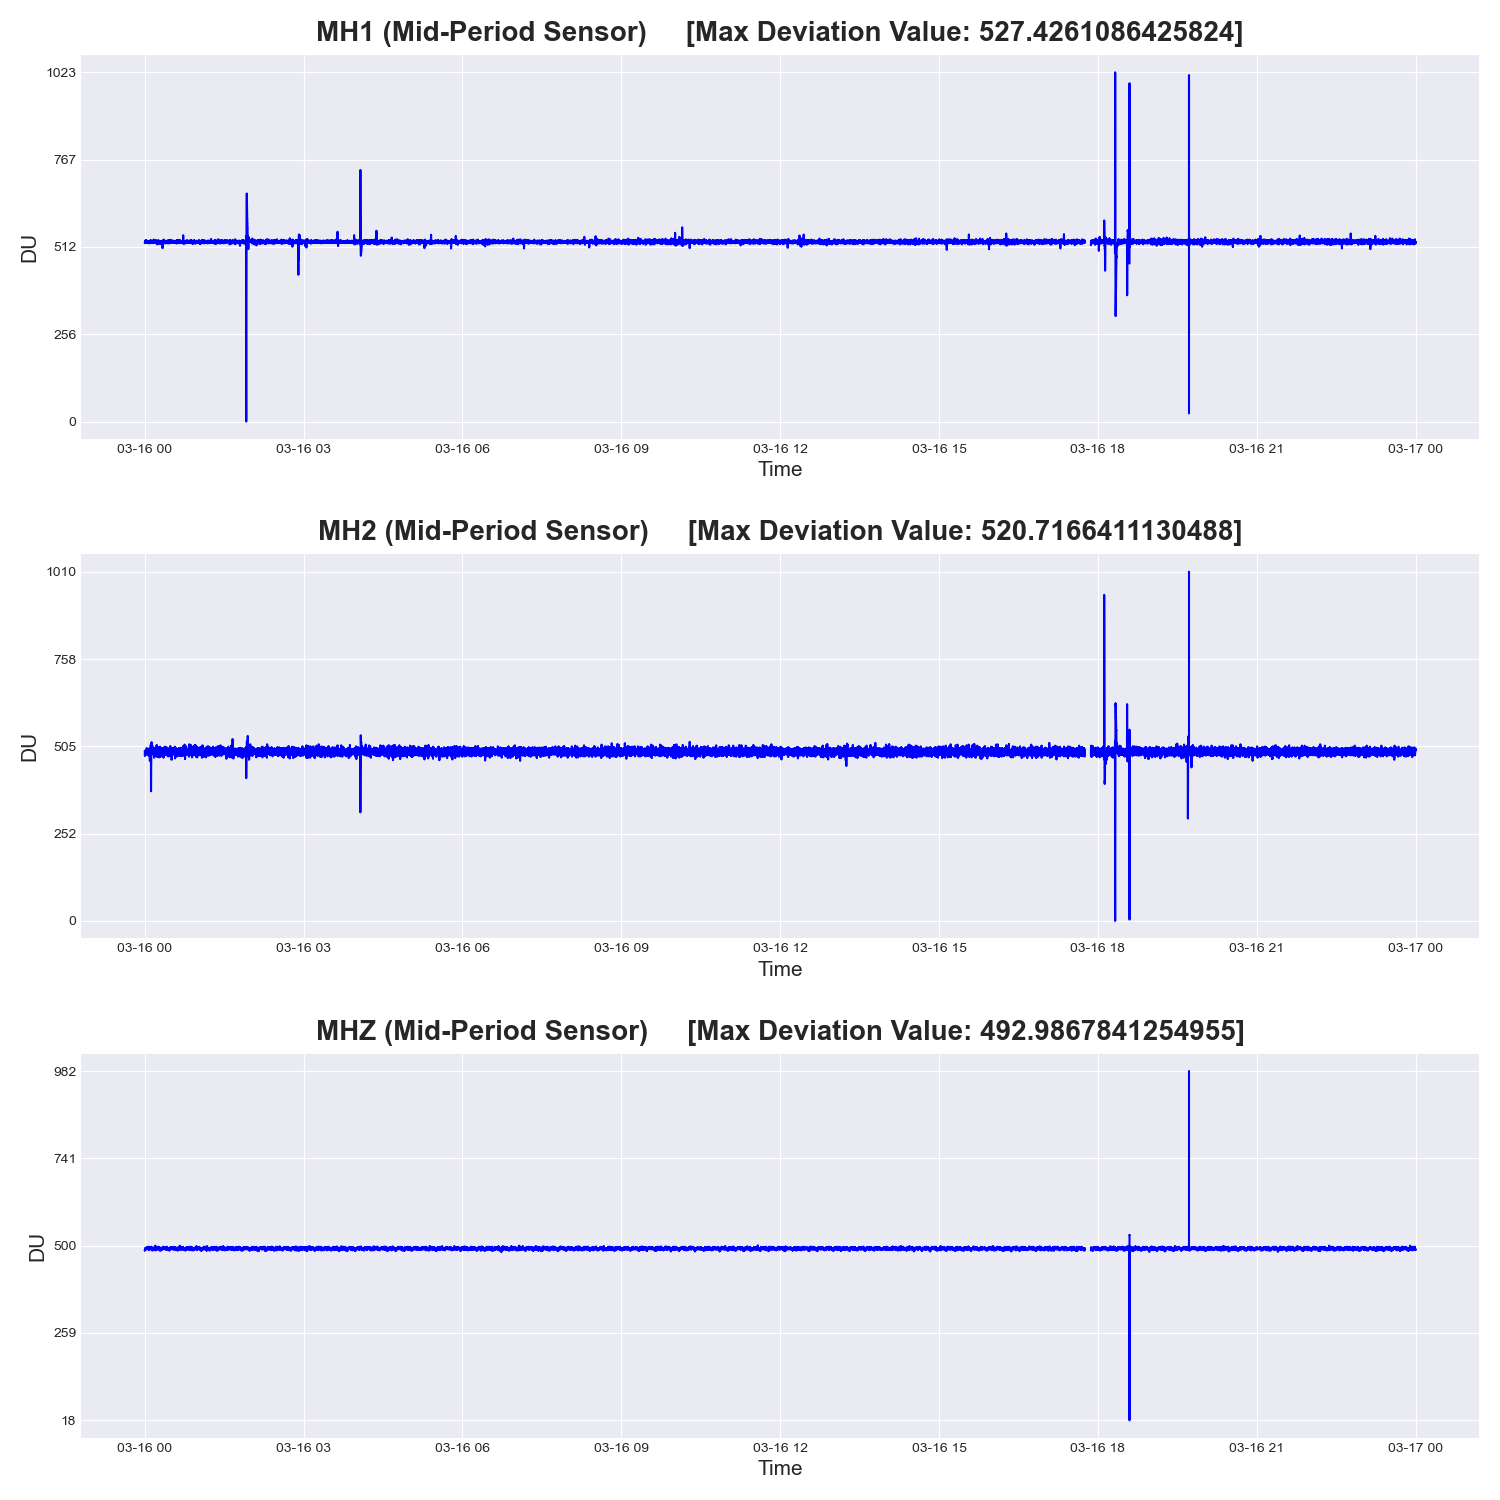 MH1 (Mid-Period Sensor) [Max Deviation Value: 527.4261086425824]
1023
767
512
256
0
DU
03-16 00 03-16 03 03-16 06 03-16 09 03-16 12 03-16 15 03-16 18 03-16 21 03-17 00
Time
MH2 (Mid-Period Sensor) [Max Deviation Value: 520.7166411130488]
1010
758
505
252
0
DU
03-16 00 03-16 03 03-16 06 03-16 09 03-16 12 03-16 15 03-16 18 03-16 21 03-17 00
Time
MHZ (Mid-Period Sensor) [Max Deviation Value: 492.9867841254955]
982
741
500
259
18
DU
03-16 00 03-16 03 03-16 06 03-16 09 03-16 12 03-16 15 03-16 18 03-16 21 03-17 00
Time